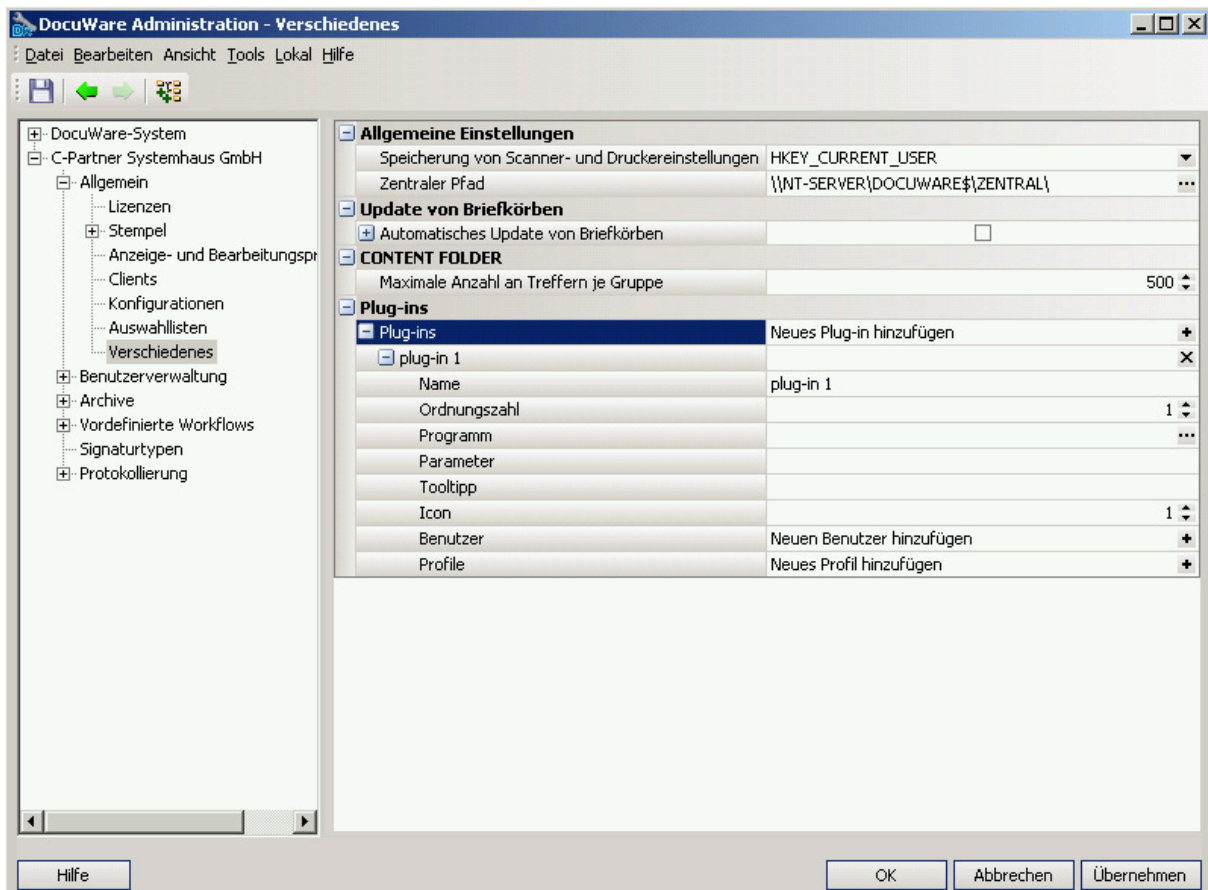 DocuWare Administration - Verschiedenes
Datei Bearbeiten Ansicht Tools Lokal Hilfe
DocuWare-System
C-Partner Systemhaus GmbH
Allgemein
Lizenzen
Stempel
Anzeige- und Bearbeitungspr
Clients
Konfigurationen
Auswahllisten
Verschiedenes
Benutzerverwaltung
Archive
Vordefinierte Workflows
Signaturtypen
Protokollierung
Allgemeine Einstellungen
Speicherung von Scanner- und Druckereinstellungen HKEY_CURRENT_USER
Zentraler Pfad \\NT-SERVER\DOCUWARE$\ZENTRAL\
Update von Briefkörben
Automatisches Update von Briefkörben
CONTENT FOLDER
Maximale Anzahl an Treffern je Gruppe 500
Plug-ins
Plug-ins Neues Plug-in hinzufügen
plug-in 1
Name plug-in 1
Ordnungszahl 1
Programm
Parameter
Tooltipp
Icon 1
Benutzer Neuen Benutzer hinzufügen
Profile Neues Profil hinzufügen
Hilfe OK Abbrechen Übernehmen